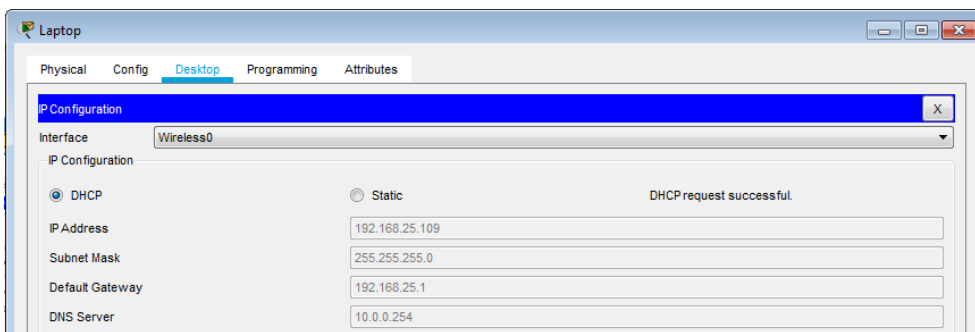 Laptop
Physical Config Desktop Programming Attributes
IP Configuration X
Interface Wireless0
IP Configuration
DHCP Static DHCP request successful.
IP Address 192.168.25.109
Subnet Mask 255.255.255.0
Default Gateway 192.168.25.1
DNS Server 10.0.0.254